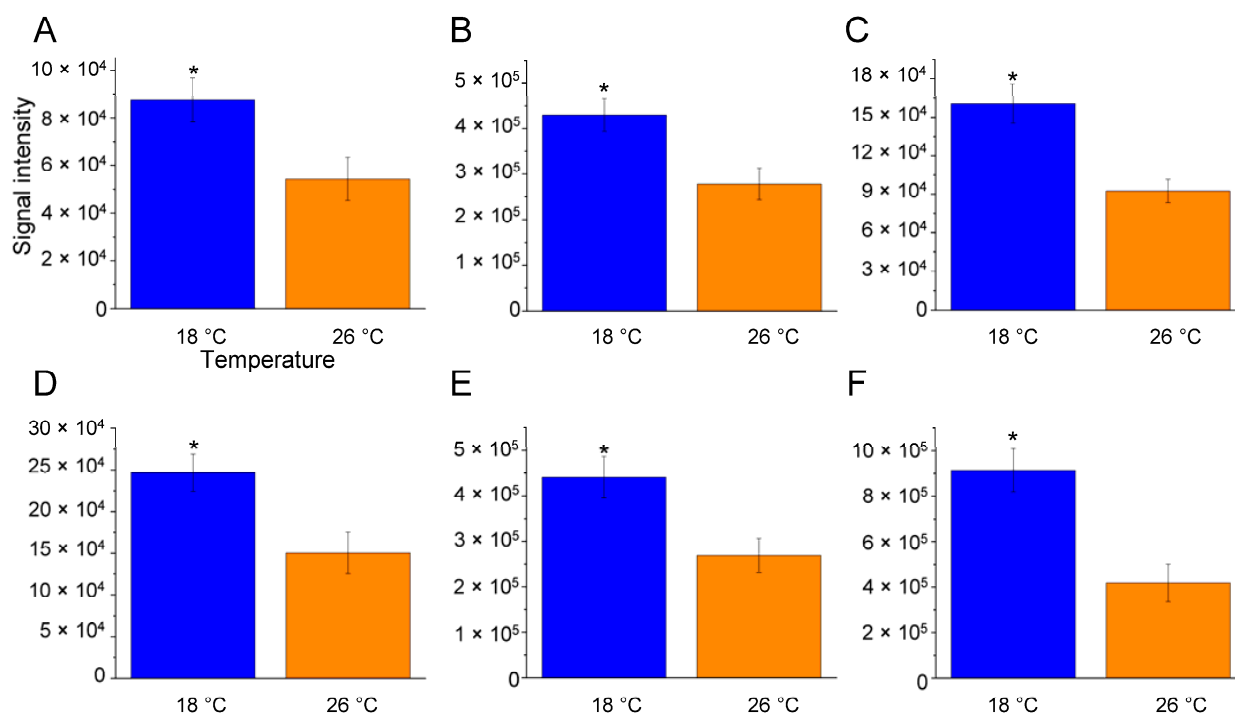 A
B
C
Signal intensity
10 × 10⁴
8 × 10⁴
6 × 10⁴
4 × 10⁴
2 × 10⁴
0
*
18 °C
26 °C
Temperature
5 × 10⁵
4 × 10⁵
3 × 10⁵
2 × 10⁵
1 × 10⁵
0
*
18 °C
26 °C
18 × 10⁴
15 × 10⁴
12 × 10⁴
9 × 10⁴
6 × 10⁴
3 × 10⁴
0
*
18 °C
26 °C
D
E
F
30 × 10⁴
25 × 10⁴
20 × 10⁴
15 × 10⁴
10 × 10⁴
5 × 10⁴
0
*
18 °C
26 °C
5 × 10⁵
4 × 10⁵
3 × 10⁵
2 × 10⁵
1 × 10⁵
0
*
18 °C
26 °C
10 × 10⁵
8 × 10⁵
6 × 10⁵
4 × 10⁵
2 × 10⁵
0
*
18 °C
26 °C